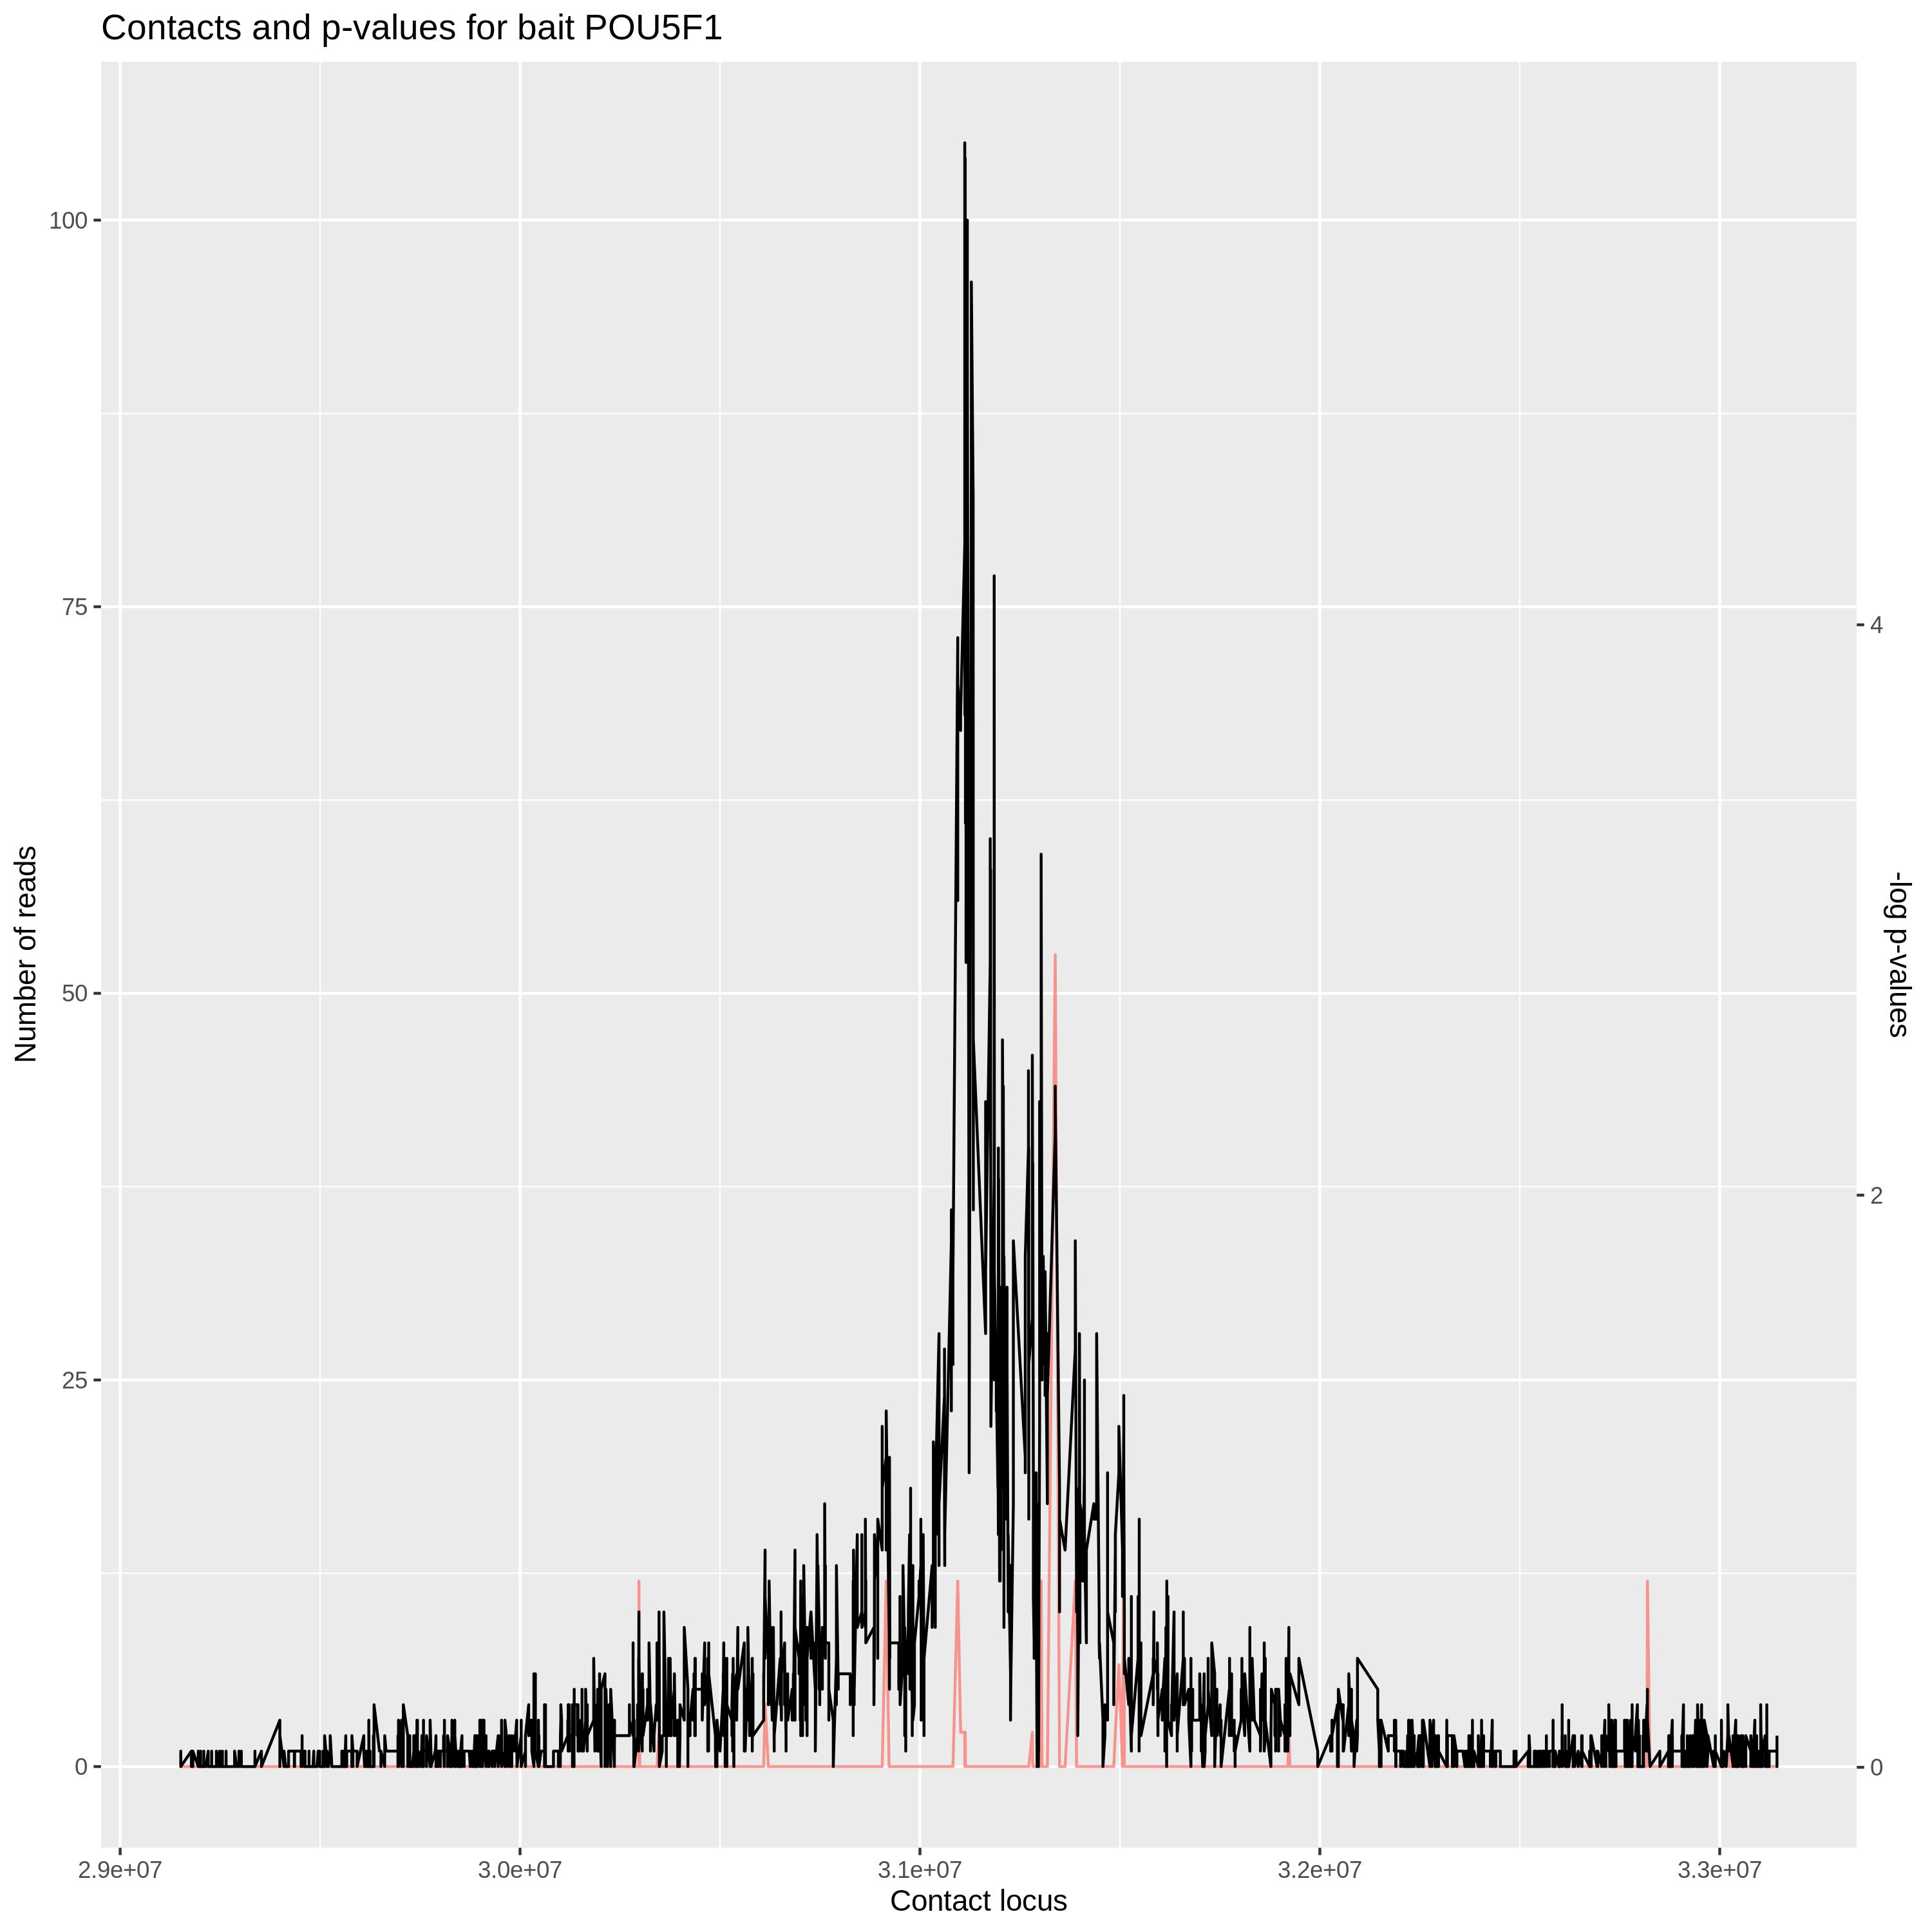 Contacts and p-values for bait POU5F1
100
75
50
25
0
Number of reads
4
2
0
-log p-values
2.9e+07 3.0e+07 3.1e+07 3.2e+07 3.3e+07
Contact locus